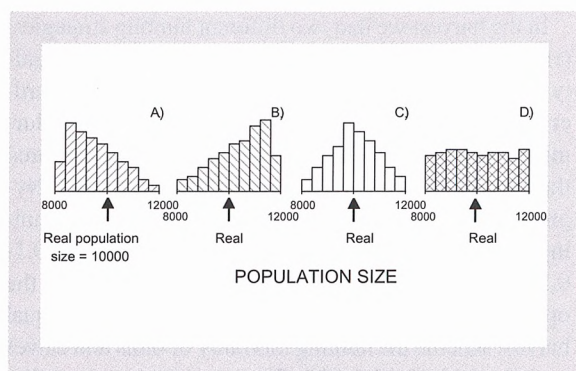 A) B) C) D)
8000 12000 8000 12000 8000 12000 8000 12000
Real population size = 10000
Real Real Real
POPULATION SIZE